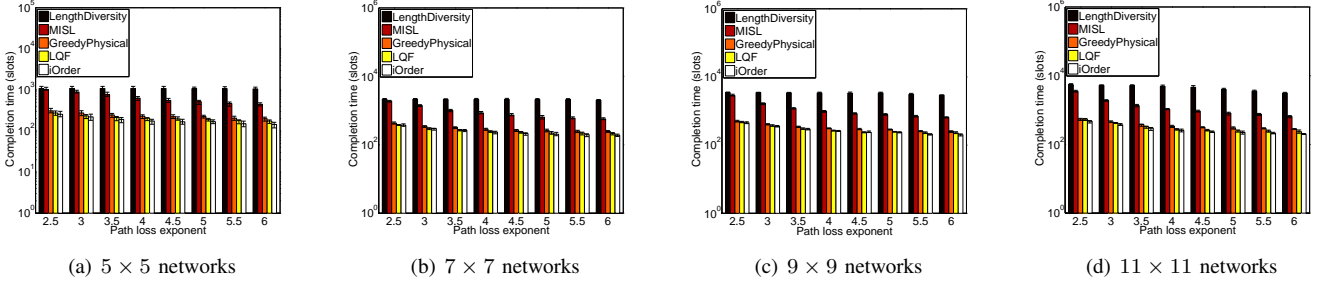 Completion time (slots)
10^5
10^4
10^3
10^2
10^1
10^0
LengthDiversity
MISL
GreedyPhysical
LQF
iOrder
2.5 3 3.5 4 4.5 5 5.5 6
Path loss exponent
(a) 5 × 5 networks
Completion time (slots)
10^6
10^4
10^2
10^0
LengthDiversity
MISL
GreedyPhysical
LQF
iOrder
2.5 3 3.5 4 4.5 5 5.5 6
Path loss exponent
(b) 7 × 7 networks
Completion time (slots)
10^6
10^4
10^2
10^0
LengthDiversity
MISL
GreedyPhysical
LQF
iOrder
2.5 3 3.5 4 4.5 5 5.5 6
Path loss exponent
(c) 9 × 9 networks
Completion time (slots)
10^6
10^4
10^2
10^0
LengthDiversity
MISL
GreedyPhysical
LQF
iOrder
2.5 3 3.5 4 4.5 5 5.5 6
Path loss exponent
(d) 11 × 11 networks